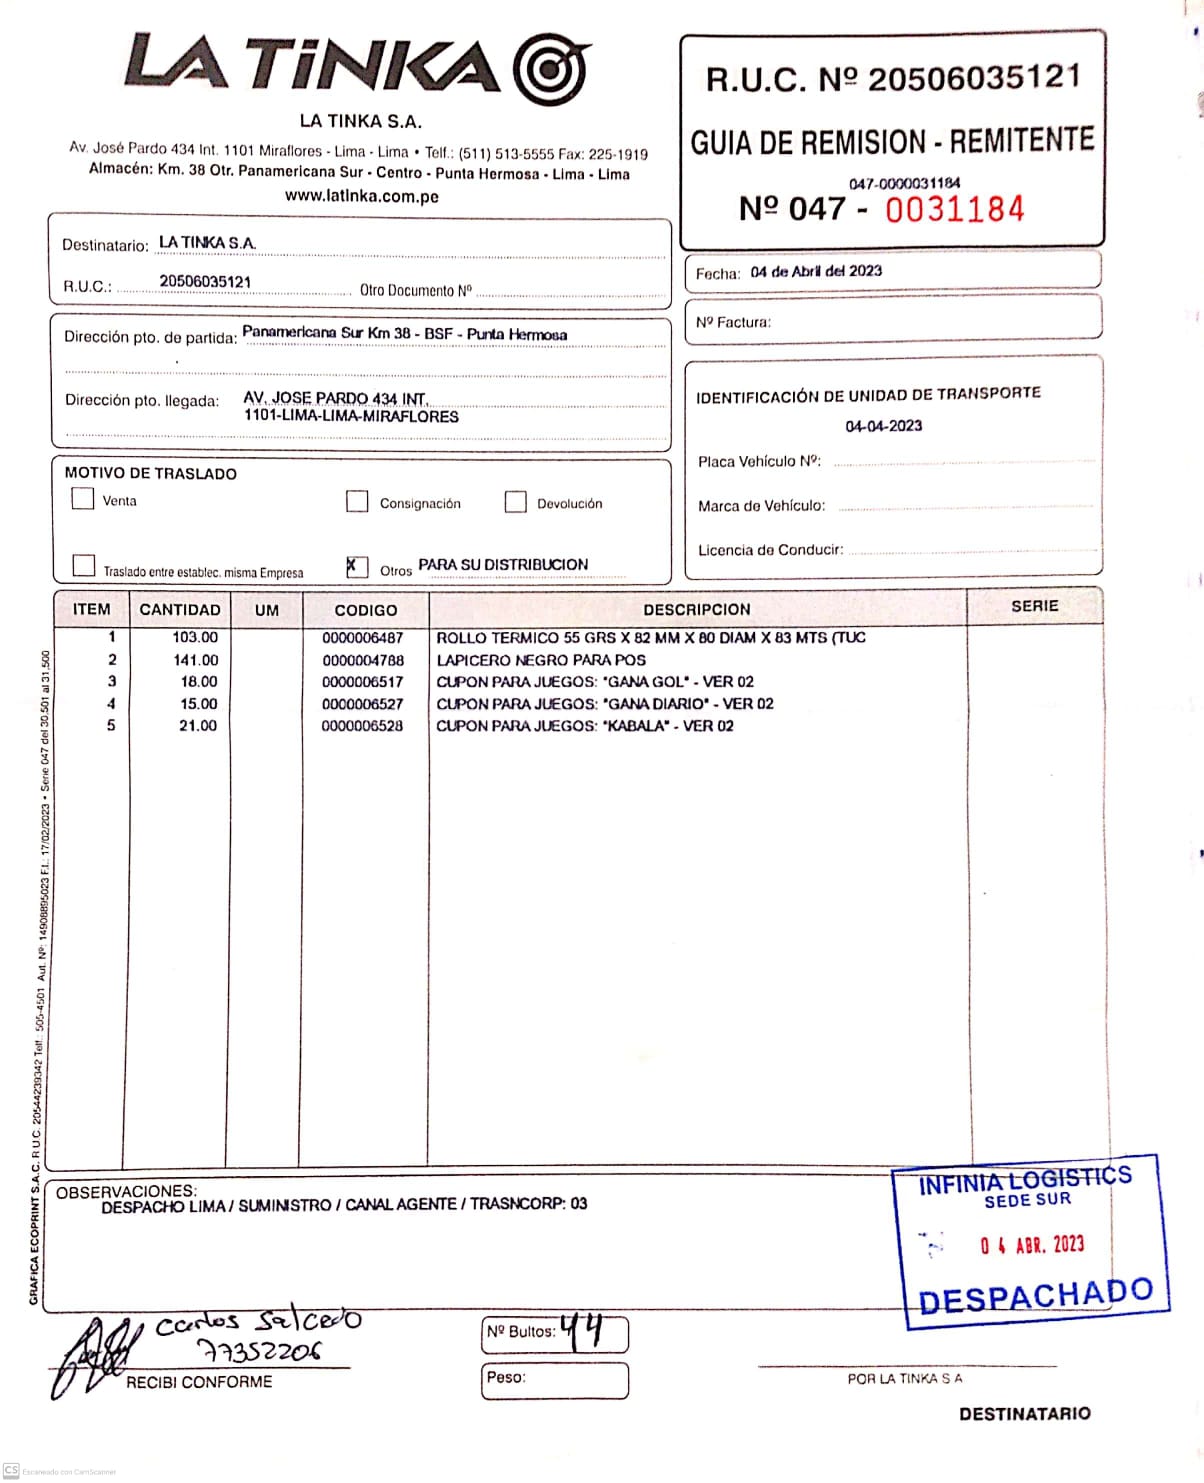 LA TiNKA
LA TINKA S.A.
Av. José Pardo 434 Int. 1101 Miraflores - Lima - Lima • Telf.: (511) 513-5555 Fax: 225-1919
Almacén: Km. 38 Otr. Panamericana Sur - Centro - Punta Hermosa - Lima - Lima
www.latinka.com.pe
R.U.C. Nº 20506035121
GUIA DE REMISION - REMITENTE
047-0000031184
Nº 047 - 0031184
Destinatario: LA TINKA S.A.
R.U.C.: 20506035121 Otro Documento Nº
Fecha: 04 de Abril del 2023
Nº Factura:
Dirección pto. de partida: Panamericana Sur Km 38 - BSF - Punta Hermosa
Dirección pto. llegada: AV. JOSE PARDO 434 INT.
1101-LIMA-LIMA-MIRAFLORES
IDENTIFICACIÓN DE UNIDAD DE TRANSPORTE
04-04-2023
Placa Vehículo Nº:
Marca de Vehículo:
Licencia de Conducir:
MOTIVO DE TRASLADO
Venta Consignación Devolución
Traslado entre establec. misma Empresa X Otros PARA SU DISTRIBUCION
ITEM CANTIDAD UM CODIGO DESCRIPCION SERIE
1 103.00 0000006487 ROLLO TERMICO 55 GRS X 82 MM X 80 DIAM X 83 MTS (TUC
2 141.00 0000004788 LAPICERO NEGRO PARA POS
3 18.00 0000006517 CUPON PARA JUEGOS: "GANA GOL" - VER 02
4 15.00 0000006527 CUPON PARA JUEGOS: "GANA DIARIO" - VER 02
5 21.00 0000006528 CUPON PARA JUEGOS: "KABALA" - VER 02
GRAFICA ECOPRINT S.A.C. R.U.C. 20544239342 Telf.: 505-4501 Aut. Nº: 14908895023 F.I.: 17/02/2023 • Serie 047 del 30.501 al 31,500
OBSERVACIONES:
DESPACHO LIMA / SUMINISTRO / CANAL AGENTE / TRASNCORP: 03
INFINIA LOGISTICS
SEDE SUR
04 ABR. 2023
DESPACHADO
Carlos Salcedo
77352206
RECIBI CONFORME
Nº Bultos: 44
Peso:
POR LA TINKA S A
DESTINATARIO
CS Escaneado con CamScanner